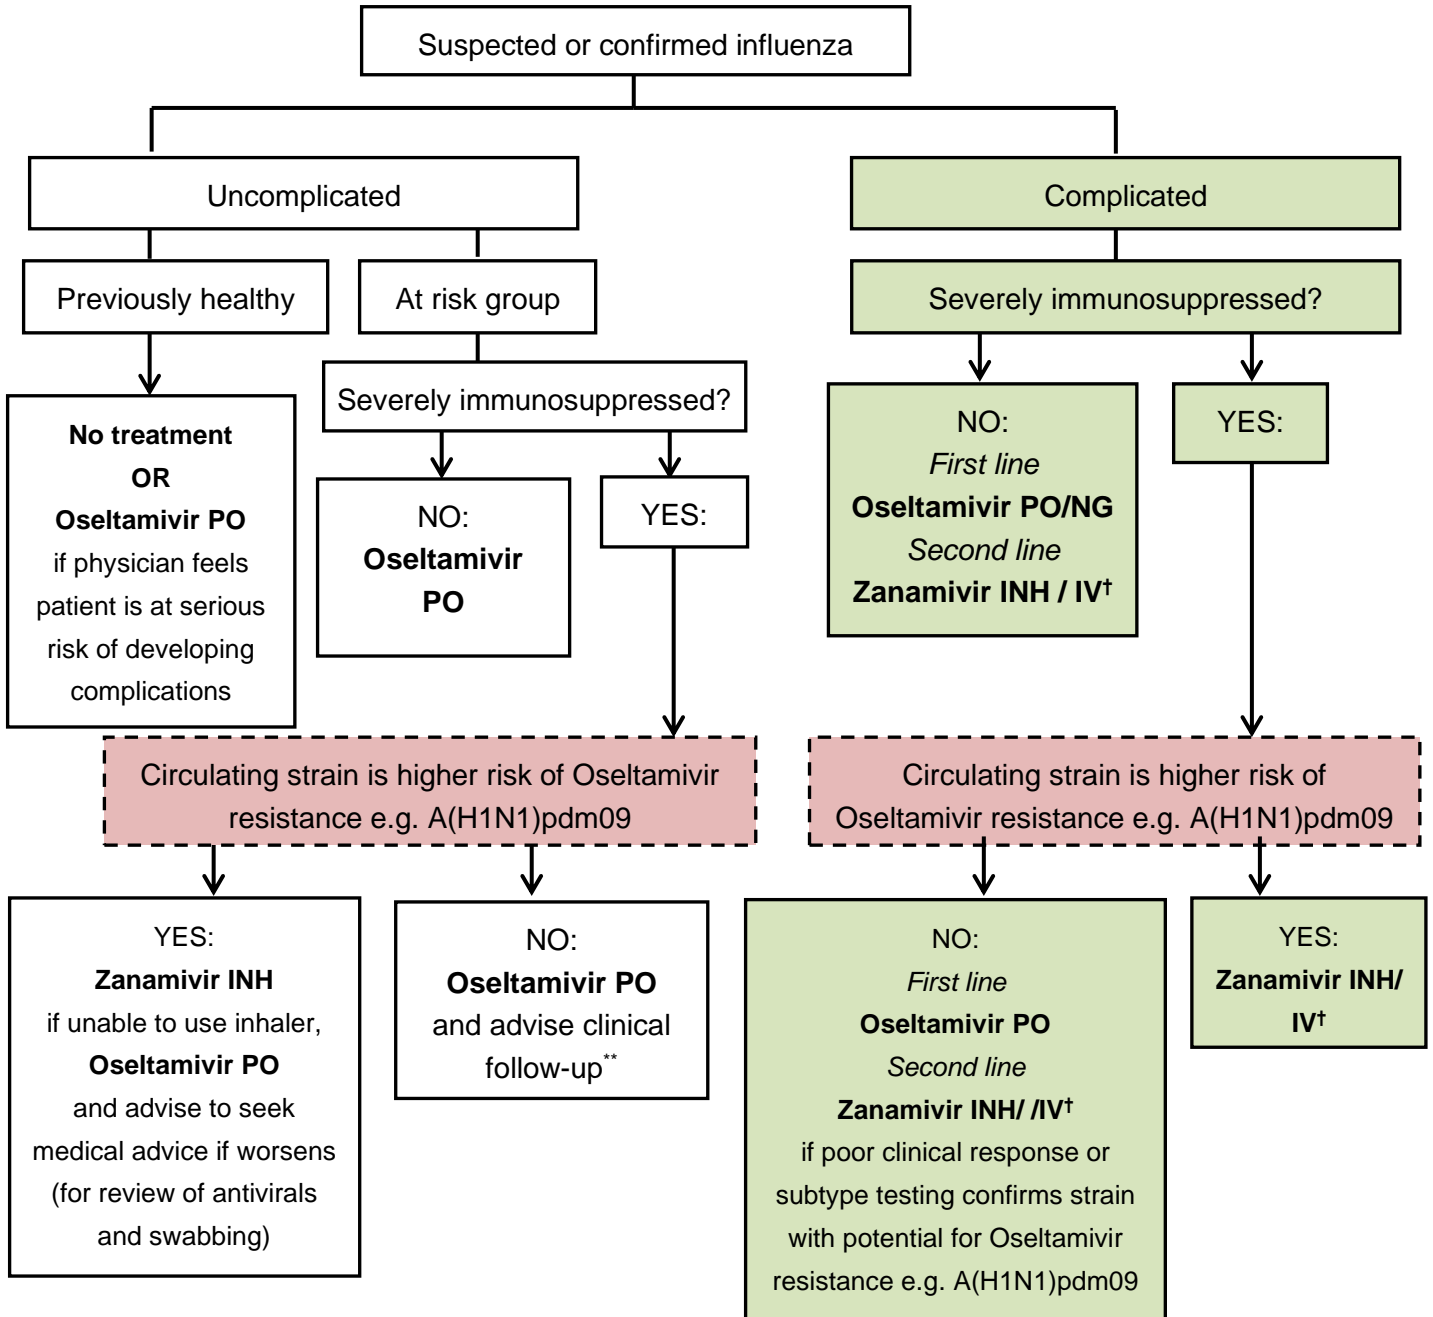 Suspected or confirmed influenza
Uncomplicated
Complicated
Previously healthy
At risk group
Severely immunosuppressed?
Severely immunosuppressed?
No treatment
OR
Oseltamivir PO
if physician feels
patient is at serious
risk of developing
complications
NO:
Oseltamivir
PO
YES:
NO:
First line
Oseltamivir PO/NG
Second line
Zanamivir INH / IV†
YES:
Circulating strain is higher risk of Oseltamivir
resistance e.g. A(H1N1)pdm09
Circulating strain is higher risk of
Oseltamivir resistance e.g. A(H1N1)pdm09
YES:
Zanamivir INH
if unable to use inhaler,
Oseltamivir PO
and advise to seek
medical advice if worsens
(for review of antivirals
and swabbing)
NO:
Oseltamivir PO
and advise clinical
follow-up**
NO:
First line
Oseltamivir PO
Second line
Zanamivir INH/ /IV†
if poor clinical response or
subtype testing confirms strain
with potential for Oseltamivir
resistance e.g. A(H1N1)pdm09
YES:
Zanamivir INH/
IV†